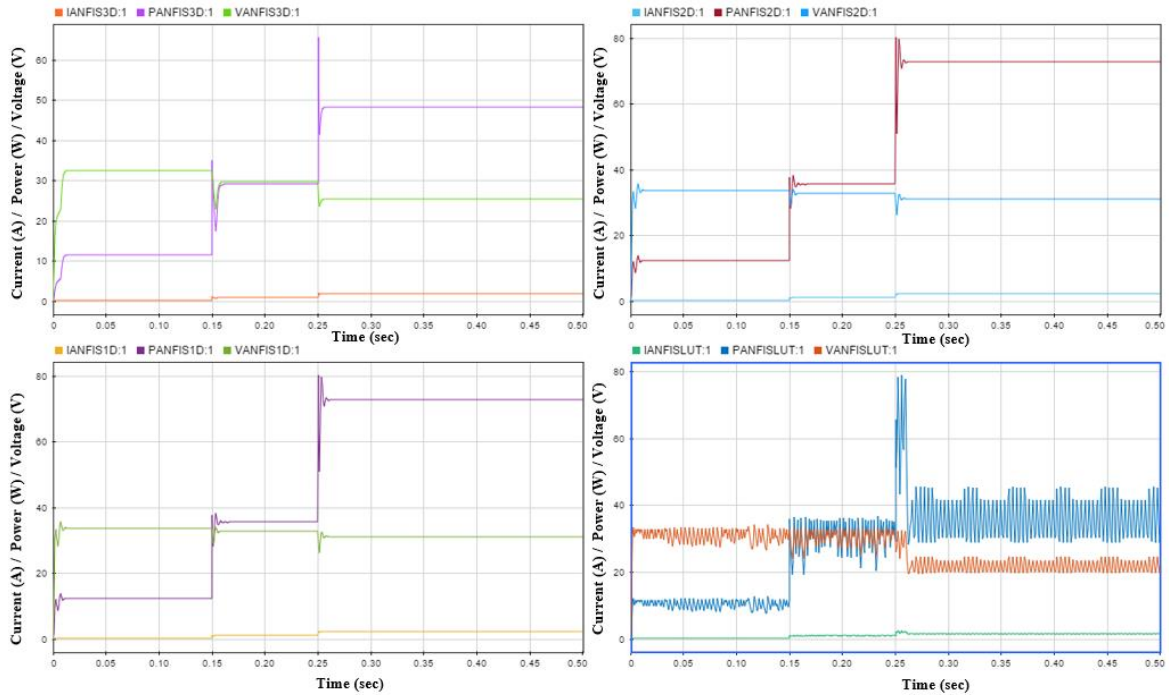 IANFIS3D:1 PANFIS3D:1 VANFIS3D:1
Current (A) / Power (W) / Voltage (V)
60
50
40
30
20
10
0
0 0.05 0.10 0.15 0.20 0.25 0.30 0.35 0.40 0.45 0.50
Time (sec)
IANFIS2D:1 PANFIS2D:1 VANFIS2D:1
Current (A) / Power (W) / Voltage (V)
80
60
40
20
0
0 0.05 0.10 0.15 0.20 0.25 0.30 0.35 0.40 0.45 0.50
Time (sec)
IANFIS1D:1 PANFIS1D:1 VANFIS1D:1
Current (A) / Power (W) / Voltage (V)
80
60
40
20
0
0 0.05 0.10 0.15 0.20 0.25 0.30 0.35 0.40 0.45 0.50
Time (sec)
IANFISLUT:1 PANFISLUT:1 VANFISLUT:1
Current (A) / Power (W) / Voltage (V)
80
60
40
20
0
0 0.05 0.10 0.15 0.20 0.25 0.30 0.35 0.40 0.45 0.50
Time (sec)